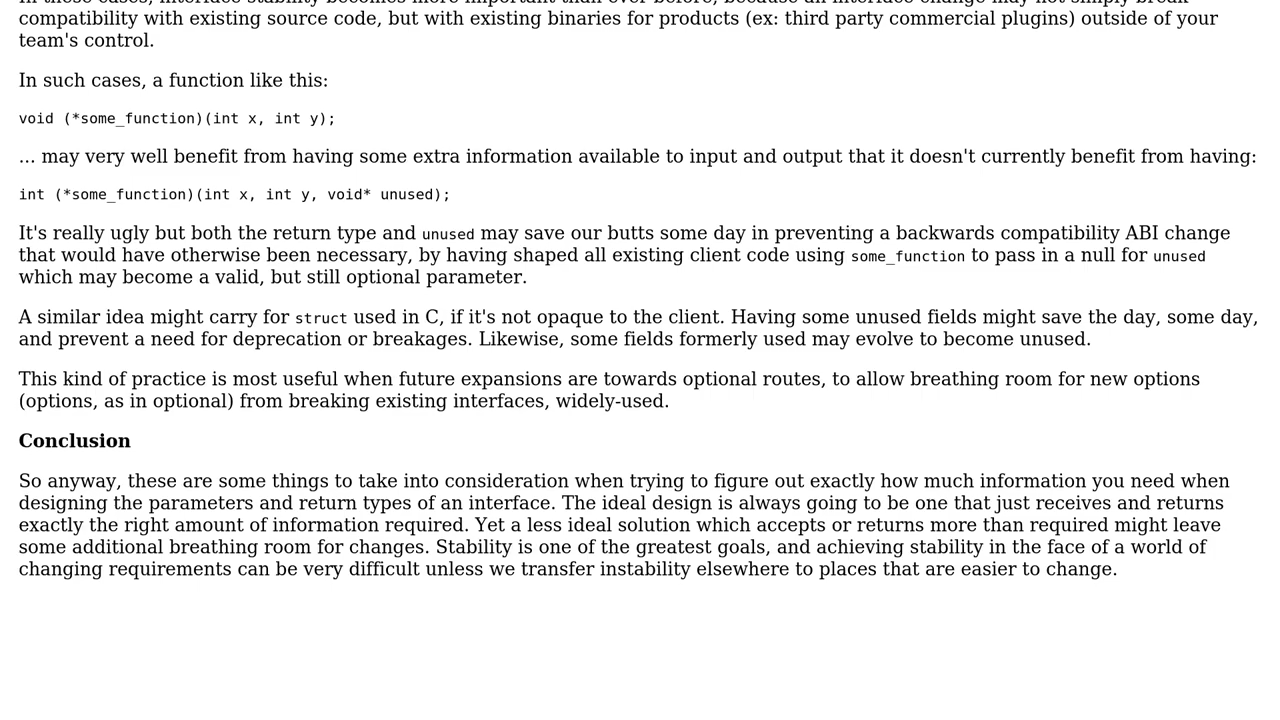 compatibility with existing source code, but with existing binaries for products (ex: third party commercial plugins) outside of your
team's control.
In such cases, a function like this:
void (*some_function)(int x, int y);
... may very well benefit from having some extra information available to input and output that it doesn't currently benefit from having:
int (*some_function)(int x, int y, void* unused);
It's really ugly but both the return type and unused may save our butts some day in preventing a backwards compatibility ABI change
that would have otherwise been necessary, by having shaped all existing client code using some_function to pass in a null for unused
which may become a valid, but still optional parameter.
A similar idea might carry for struct used in C, if it's not opaque to the client. Having some unused fields might save the day, some day,
and prevent a need for deprecation or breakages. Likewise, some fields formerly used may evolve to become unused.
This kind of practice is most useful when future expansions are towards optional routes, to allow breathing room for new options
(options, as in optional) from breaking existing interfaces, widely-used.
Conclusion
So anyway, these are some things to take into consideration when trying to figure out exactly how much information you need when
designing the parameters and return types of an interface. The ideal design is always going to be one that just receives and returns
exactly the right amount of information required. Yet a less ideal solution which accepts or returns more than required might leave
some additional breathing room for changes. Stability is one of the greatest goals, and achieving stability in the face of a world of
changing requirements can be very difficult unless we transfer instability elsewhere to places that are easier to change.